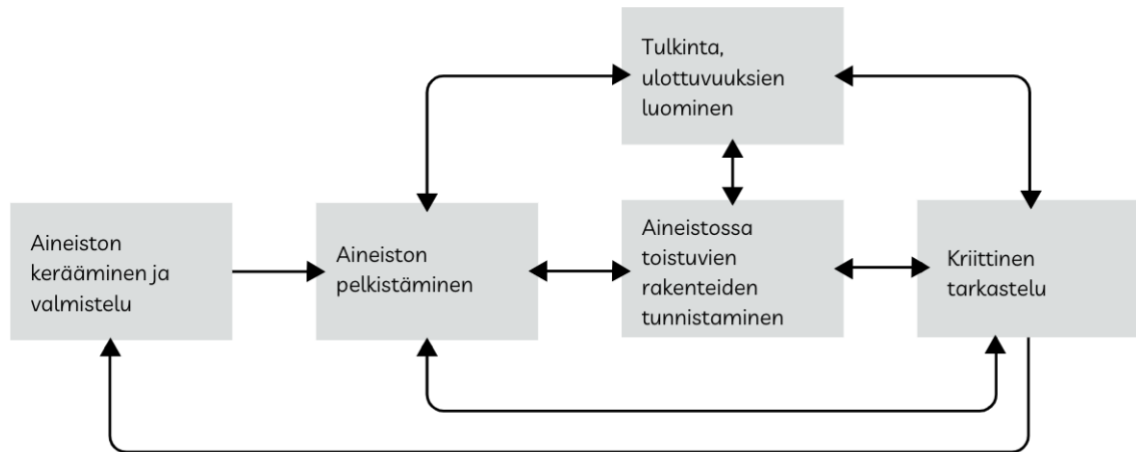 Tulkinta,
ulottuvuuksien
luominen
Aineiston
kerääminen ja
valmistelu
Aineiston
pelkistäminen
Aineistossa
toistuvien
rakenteiden
tunnistaminen
Kriittinen
tarkastelu